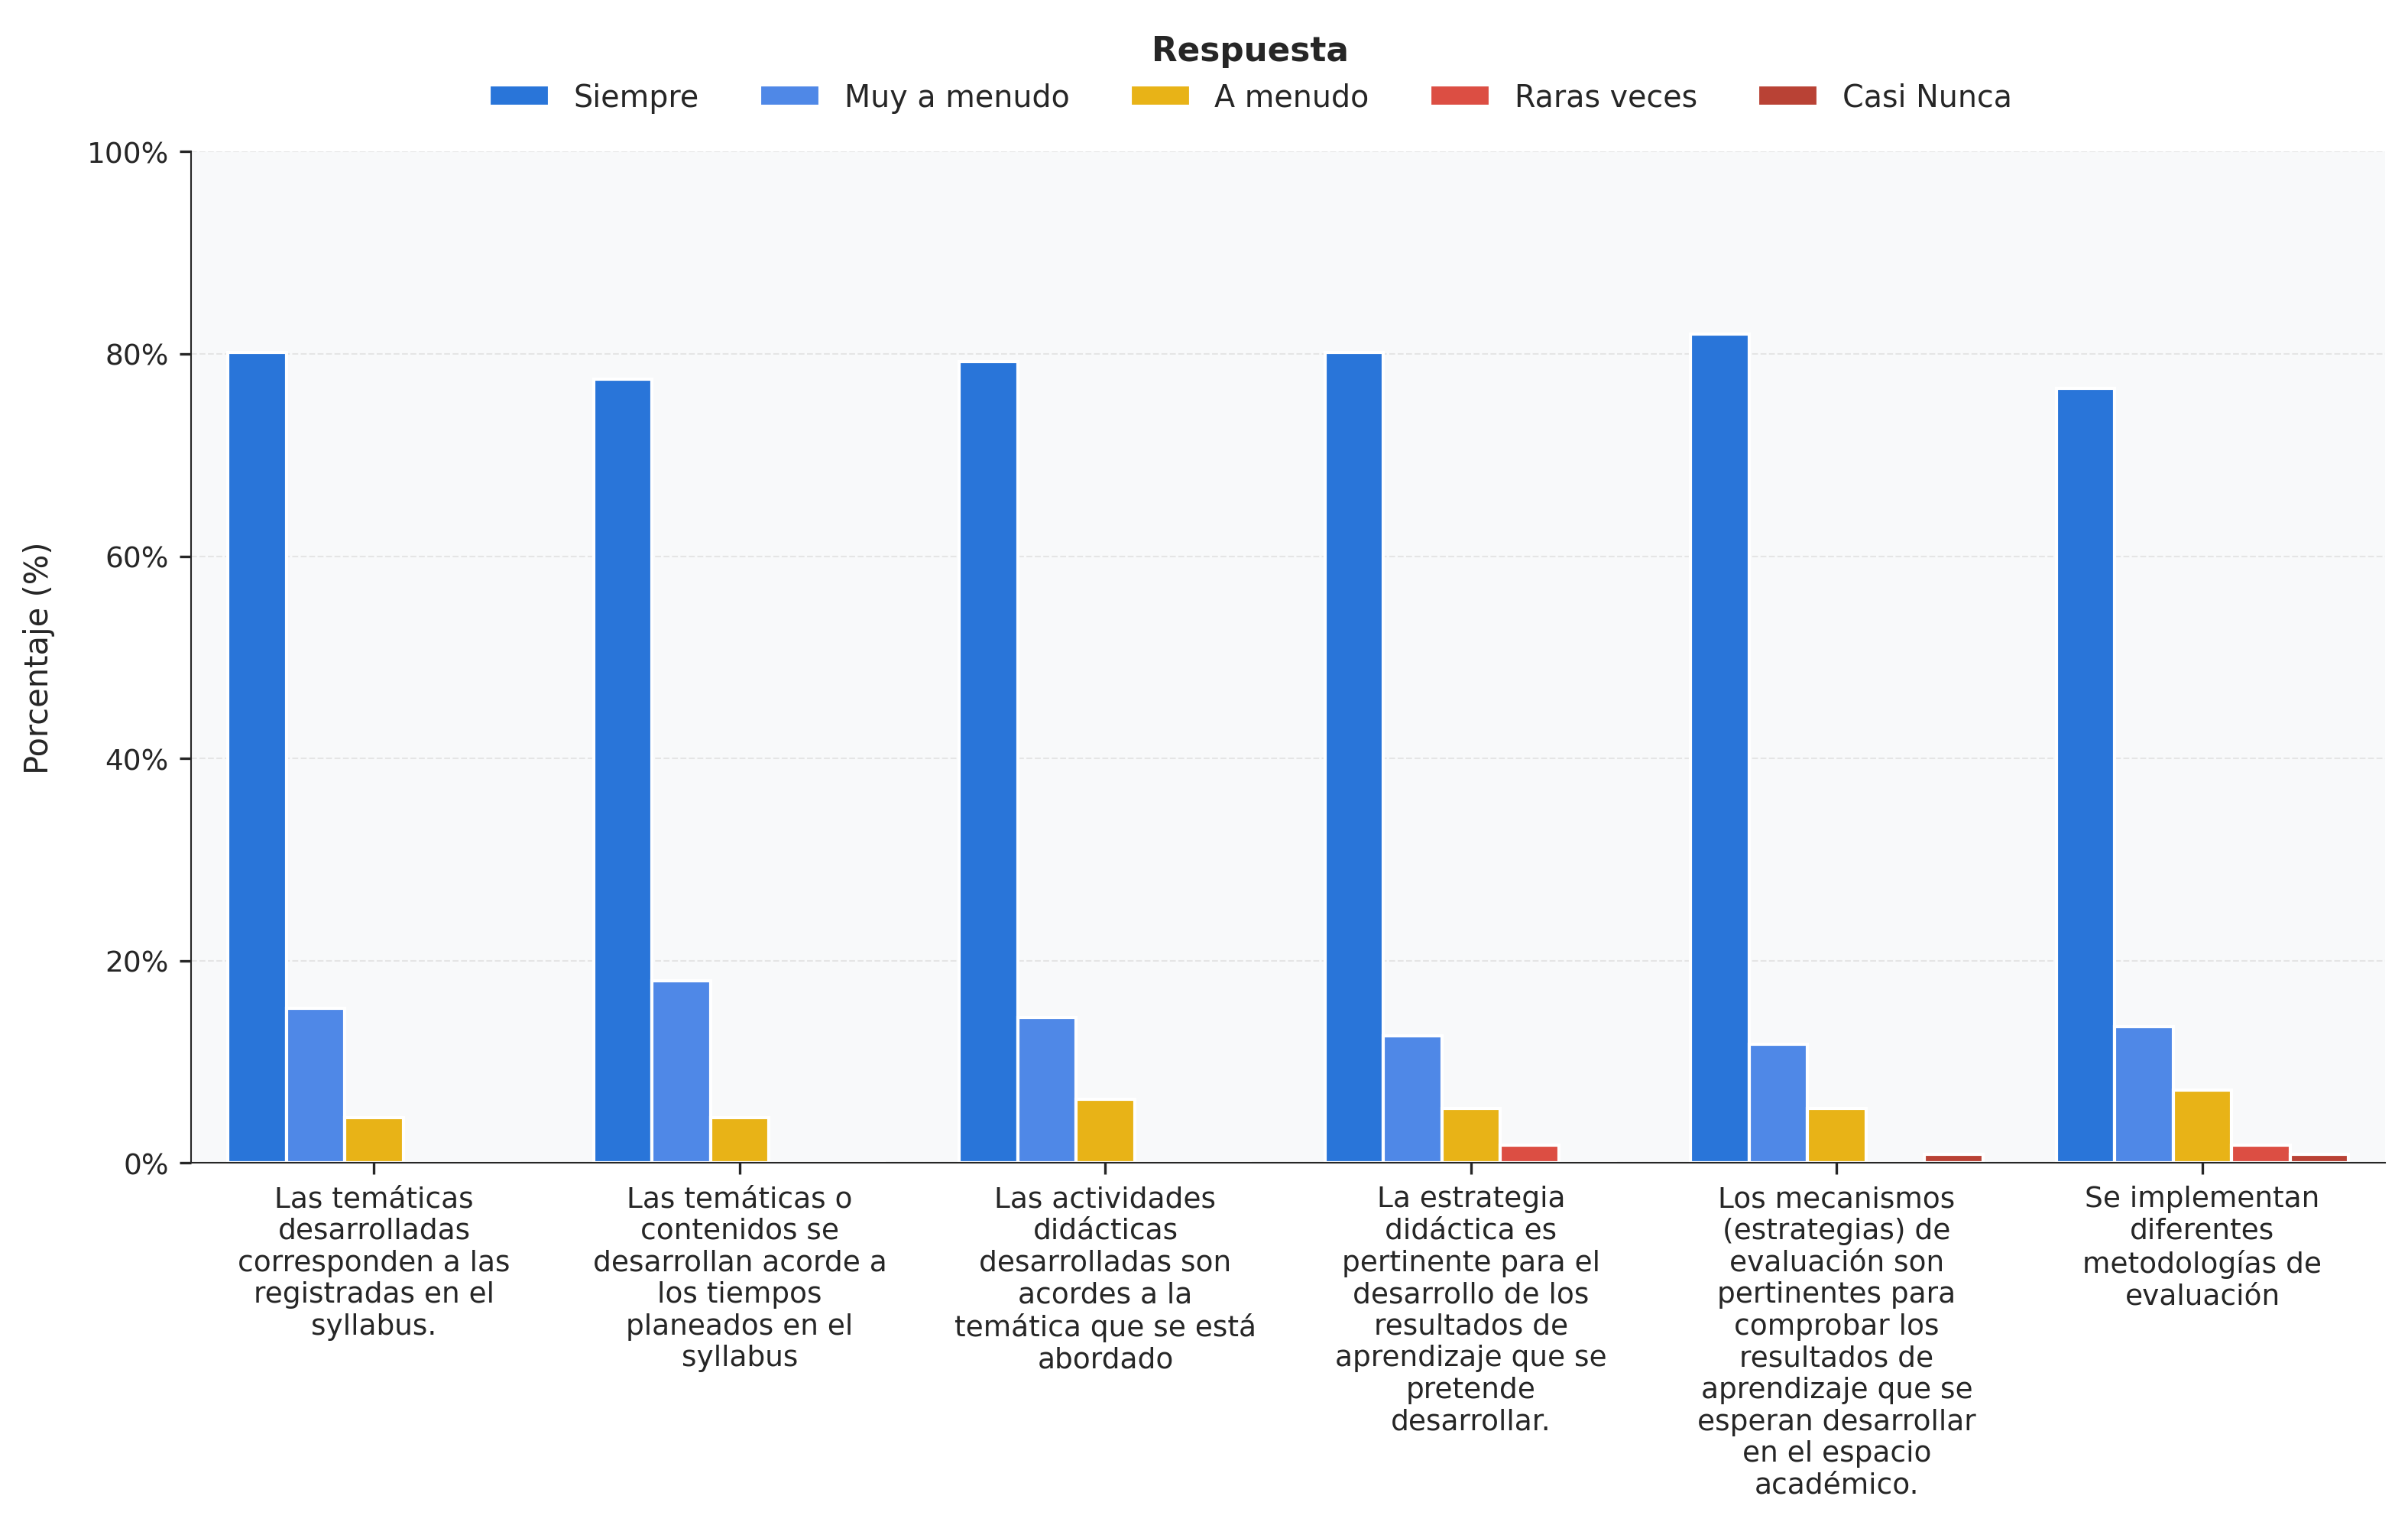 Respuesta
Siempre
Muy a menudo
A menudo
Raras veces
Casi Nunca
Porcentaje (%)
100%
80%
60%
40%
20%
0%
Las temáticas
desarrolladas
corresponden a las
registradas en el
syllabus.
Las temáticas o
contenidos se
desarrollan acorde a
los tiempos
planeados en el
syllabus
Las actividades
didácticas
desarrolladas son
acordes a la
temática que se está
abordado
La estrategia
didáctica es
pertinente para el
desarrollo de los
resultados de
aprendizaje que se
pretende
desarrollar.
Los mecanismos
(estrategias) de
evaluación son
pertinentes para
comprobar los
resultados de
aprendizaje que se
esperan desarrollar
en el espacio
académico.
Se implementan
diferentes
metodologías de
evaluación